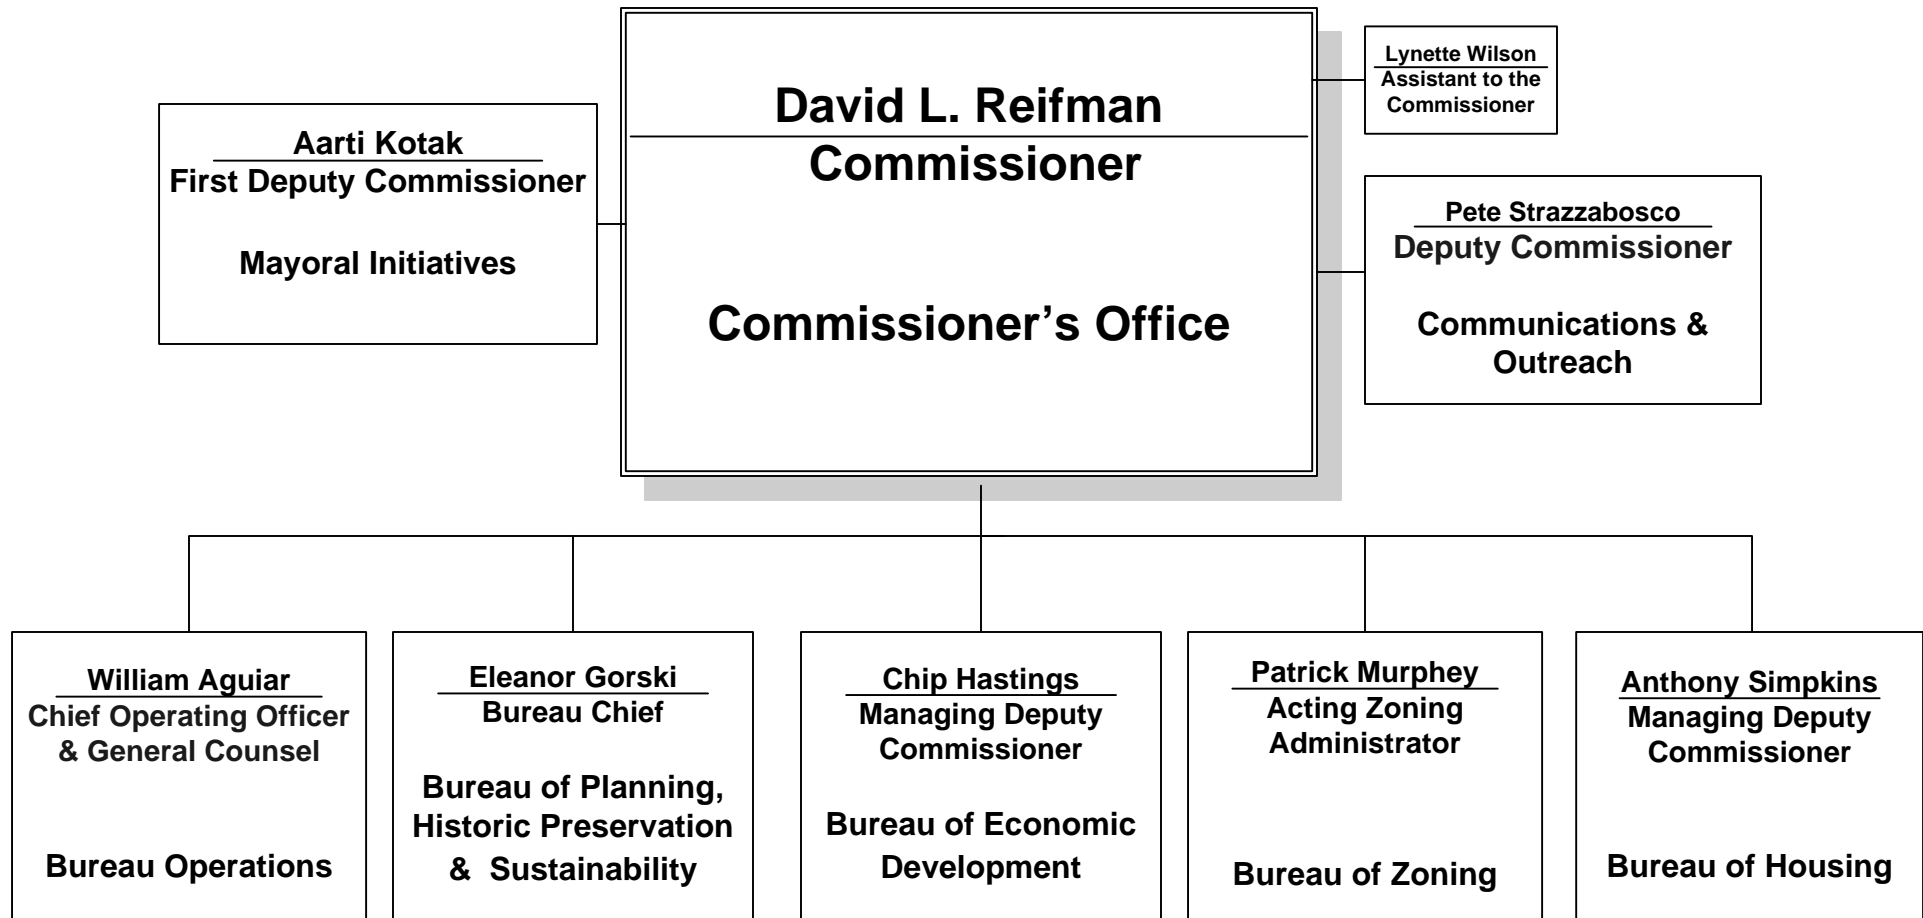 David L. Reifman
Commissioner
Commissioner’s Office
Lynette Wilson
Assistant to the
Commissioner
Aarti Kotak
First Deputy Commissioner
Mayoral Initiatives
Pete Strazzabosco
Deputy Commissioner
Communications &
Outreach
William Aguiar
Chief Operating Officer
& General Counsel
Bureau Operations
Eleanor Gorski
Bureau Chief
Bureau of Planning,
Historic Preservation
& Sustainability
Chip Hastings
Managing Deputy
Commissioner
Bureau of Economic
Development
Patrick Murphey
Acting Zoning
Administrator
Bureau of Zoning
Anthony Simpkins
Managing Deputy
Commissioner
Bureau of Housing